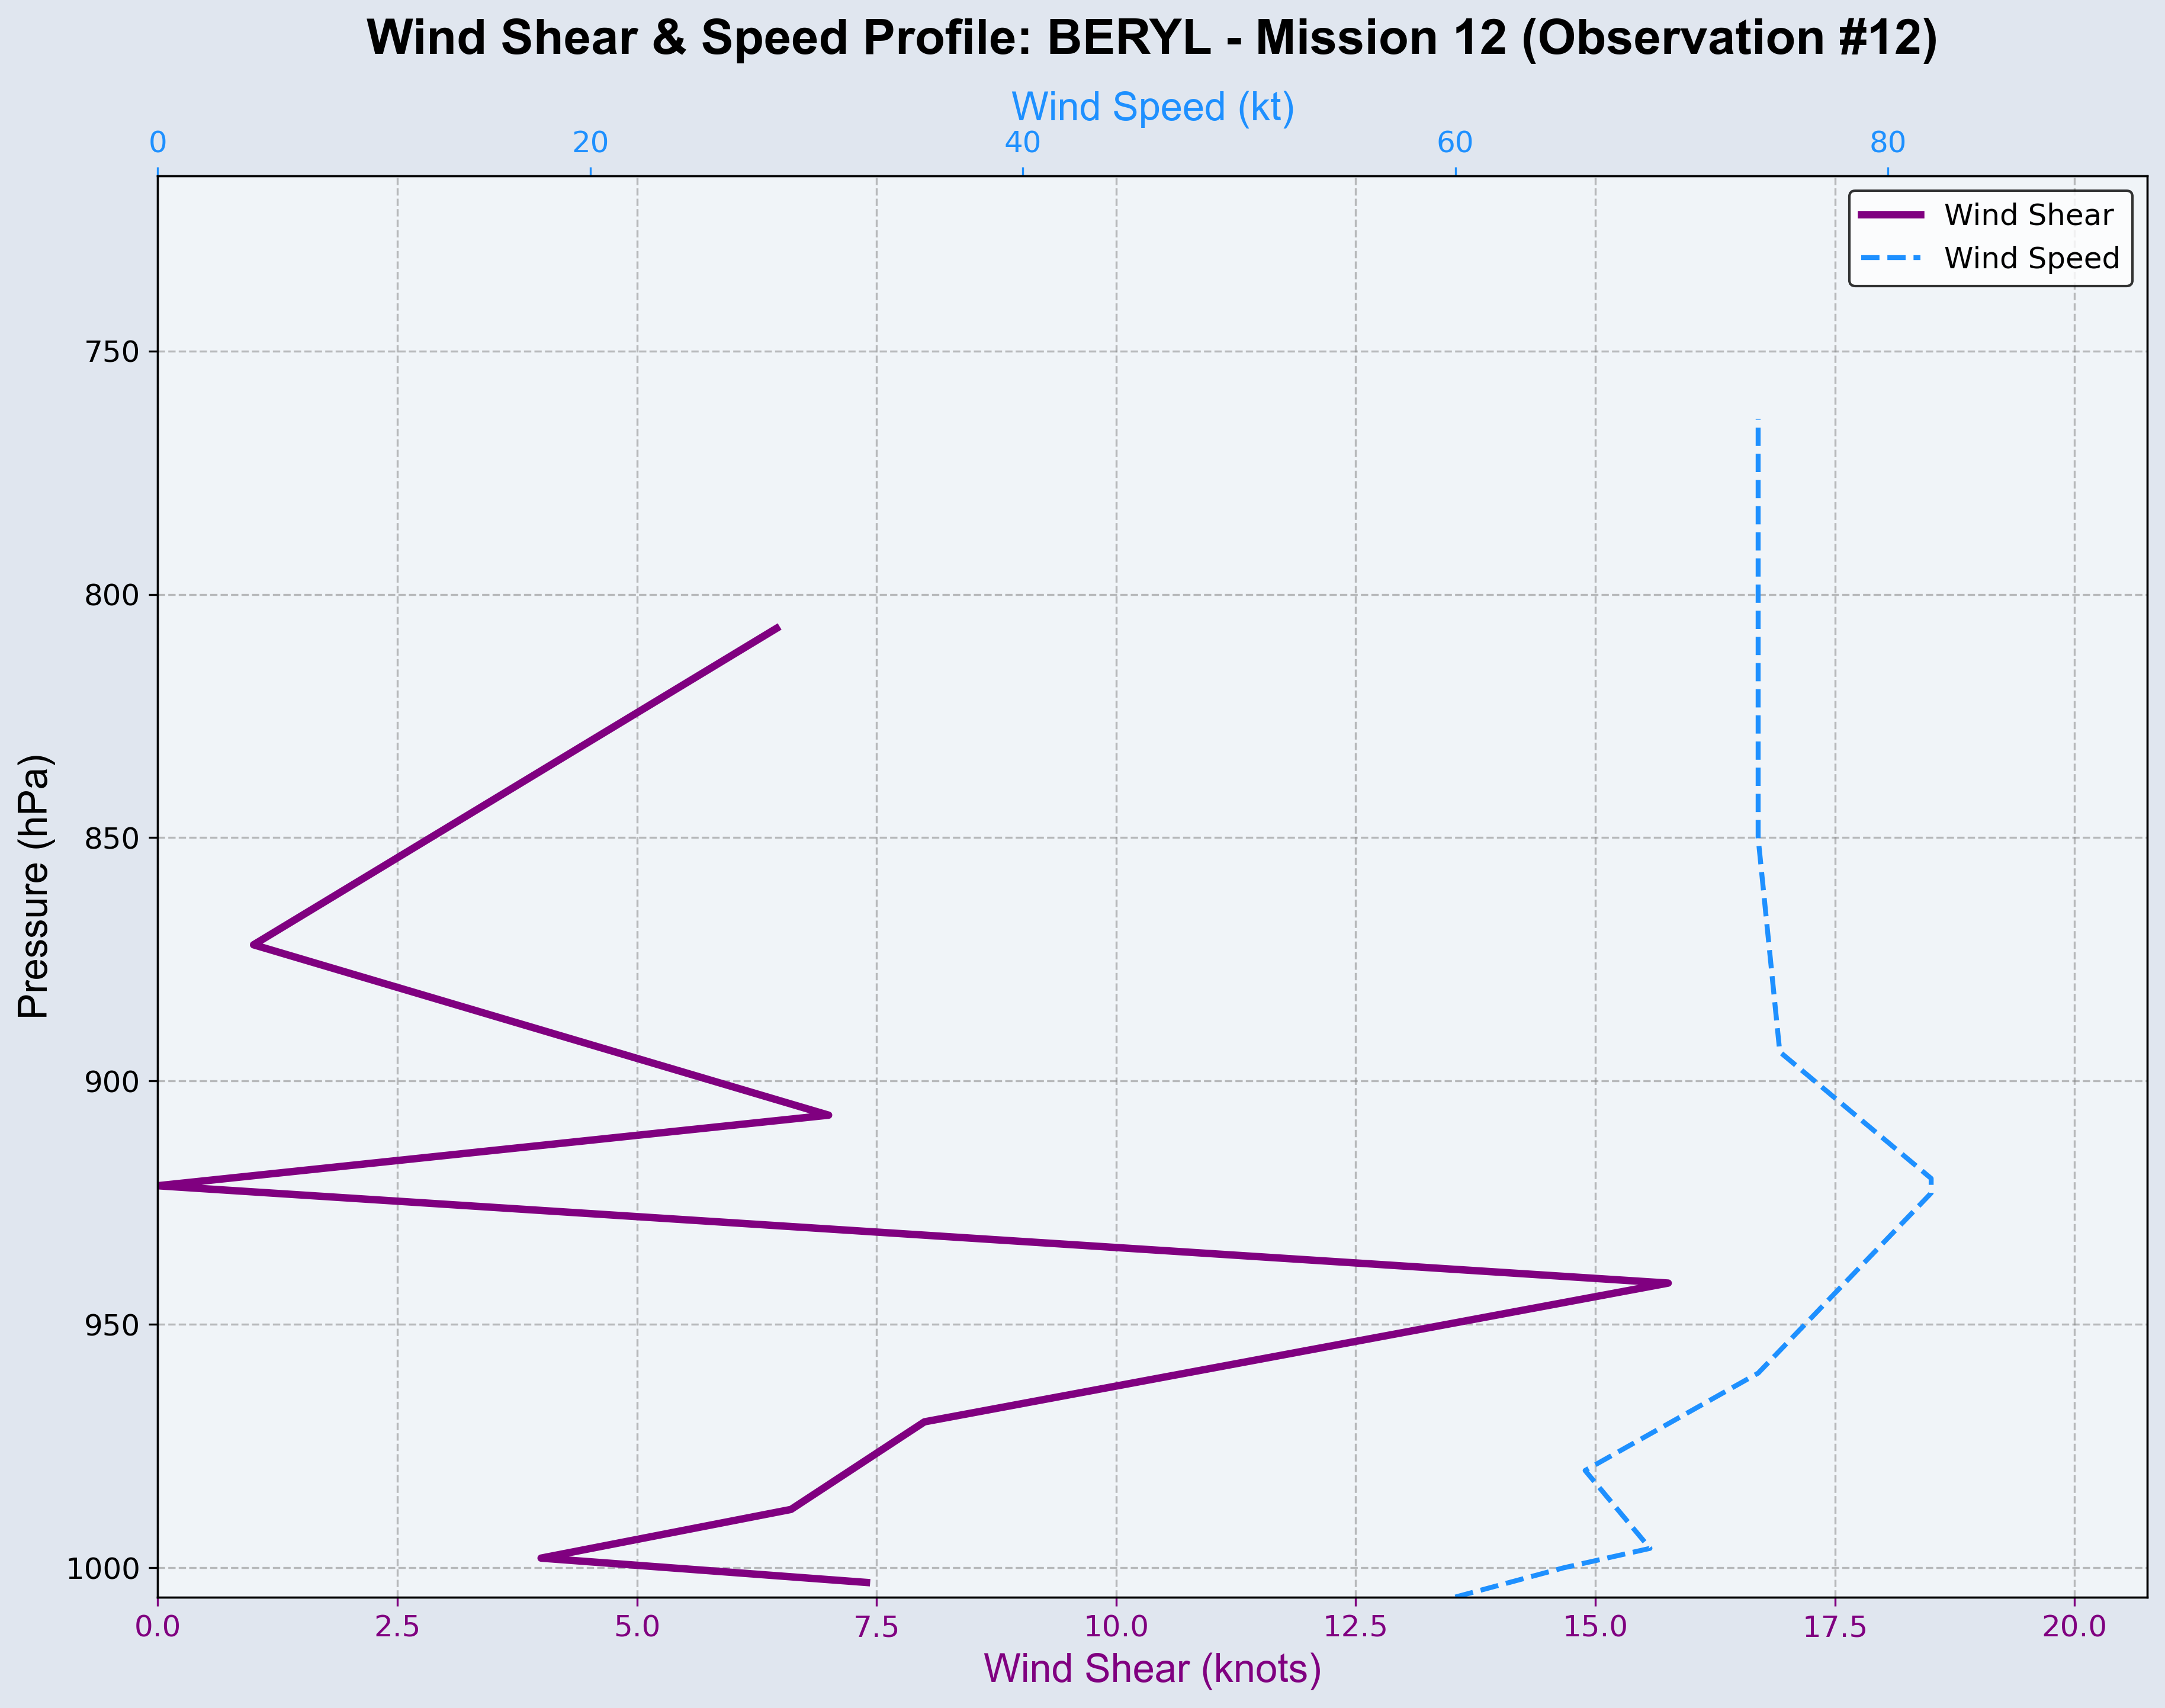 Wind Shear & Speed Profile: BERYL - Mission 12 (Observation #12)
Wind Speed (kt)
0 20 40 60 80
Wind Shear
Wind Speed
750
800
850
900
950
1000
Pressure (hPa)
0.0 2.5 5.0 7.5 10.0 12.5 15.0 17.5 20.0
Wind Shear (knots)